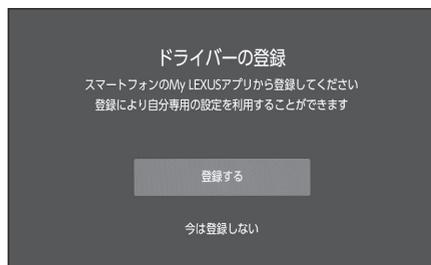 ドライバーの登録
スマートフォンのMy LEXUSアプリから登録してください
登録により自分専用の設定を利用することができます
登録する
今は登録しない